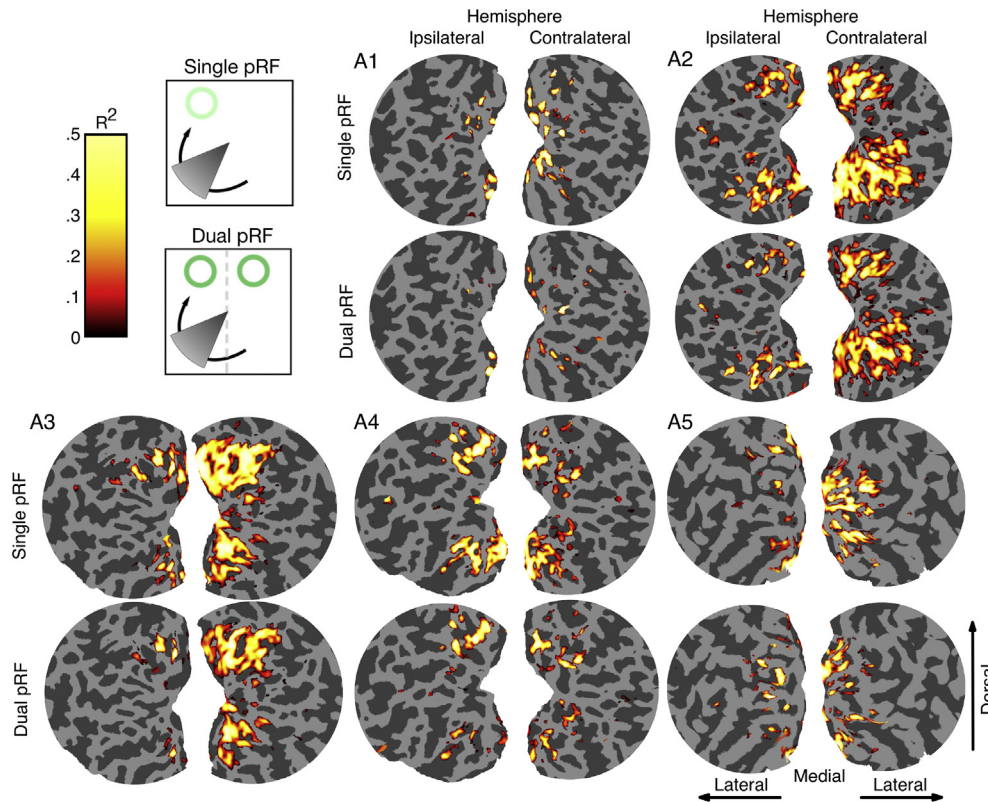 Hemisphere
Ipsilateral Contralateral
Hemisphere
Ipsilateral Contralateral
Single pRF
R2
.5
.4
.3
.2
.1
0
Dual pRF
A1
A2
Single pRF
Dual pRF
A3
A4
A5
Single pRF
Dual pRF
Dorsal
Lateral Medial Lateral